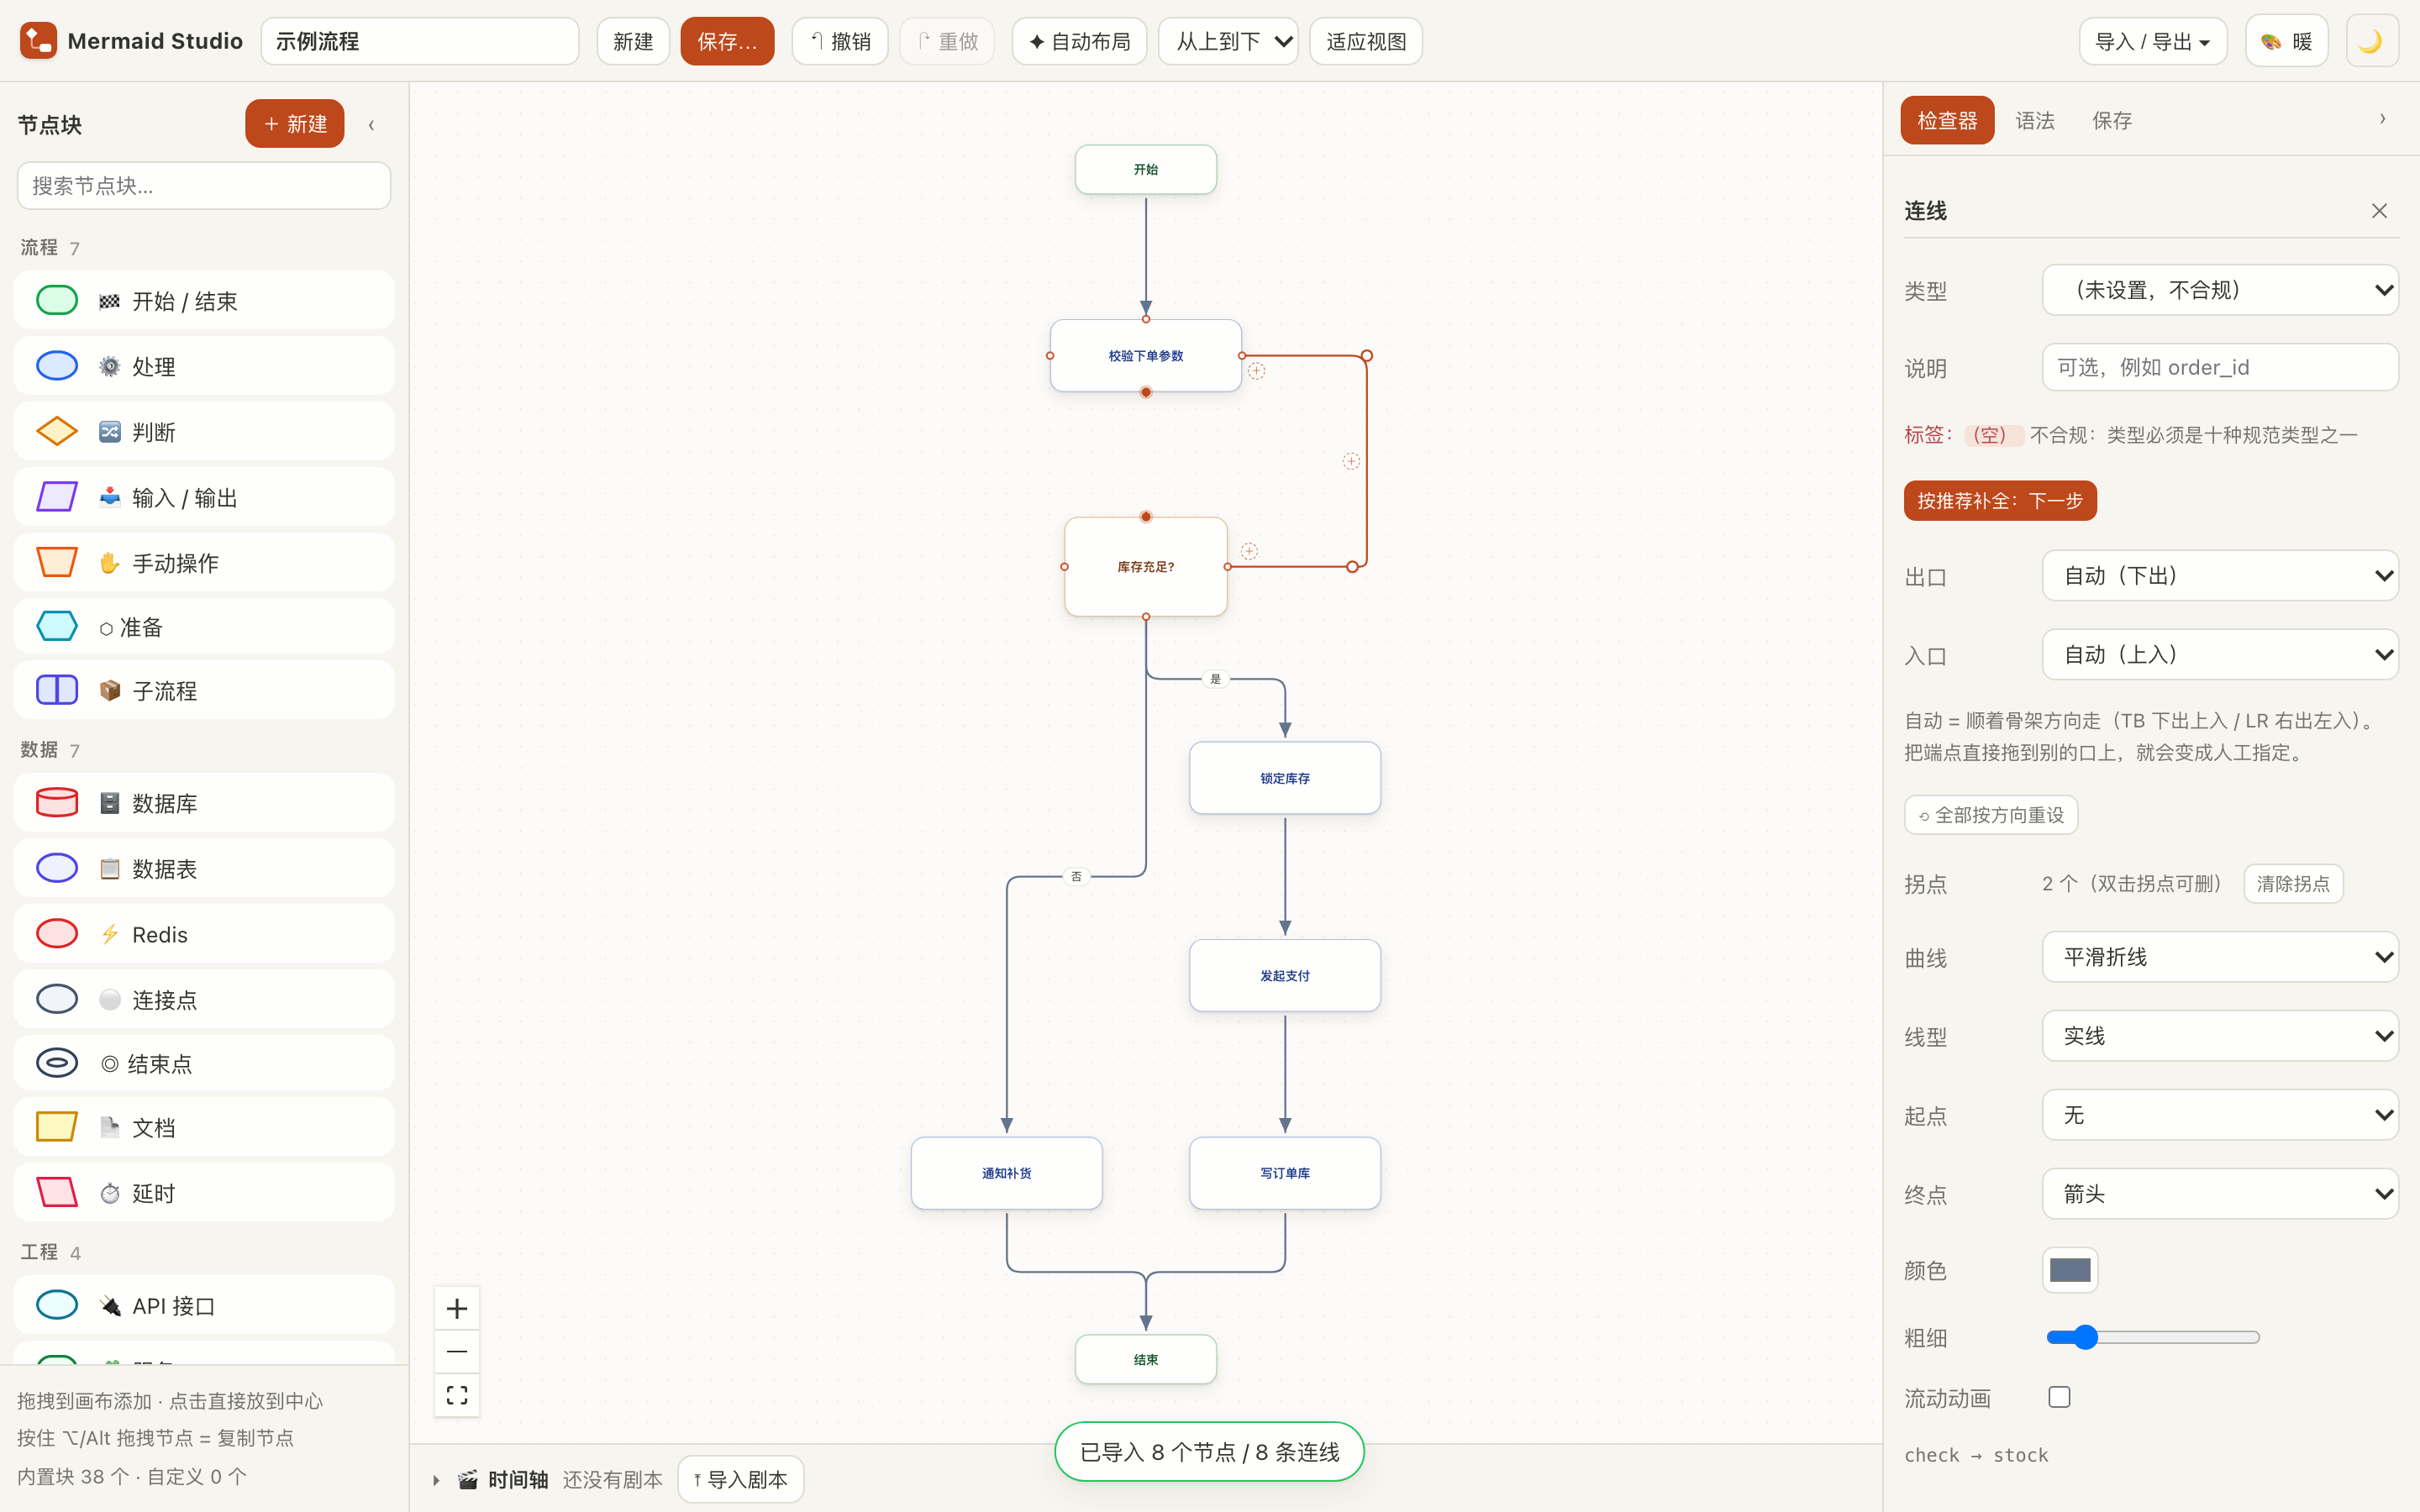 Mermaid Studio
示例流程
新建
保存…
撤销
重做
自动布局
从上到下
适应视图
导入 / 导出
暖
节点块
+ 新建
搜索节点块...
流程 7
开始 / 结束
处理
判断
输入 / 输出
手动操作
准备
子流程
数据 7
数据库
数据表
Redis
连接点
结束点
文档
延时
工程 4
API 接口
拖拽到画布添加 · 点击直接放到中心
按住 ⌥/Alt 拖拽节点 = 复制节点
内置块 38 个 · 自定义 0 个
开始
校验下单参数
库存充足?
是
锁定库存
否
发起支付
通知补货
写订单库
结束
已导入 8 个节点 / 8 条连线
时间轴
还没有剧本
导入剧本
检查器
语法
保存
连线
类型
（未设置，不合规）
说明
可选，例如 order_id
标签：（空） 不合规：类型必须是十种规范类型之一
按推荐补全：下一步
出口
自动（下出）
入口
自动（上入）
自动 = 顺着骨架方向走（TB 下出上入 / LR 右出左入）。
把端点直接拖到别的口上，就会变成人工指定。
全部按方向重设
拐点
2 个（双击拐点可删）
清除拐点
曲线
平滑折线
线型
实线
起点
无
终点
箭头
颜色
粗细
流动动画
check → stock